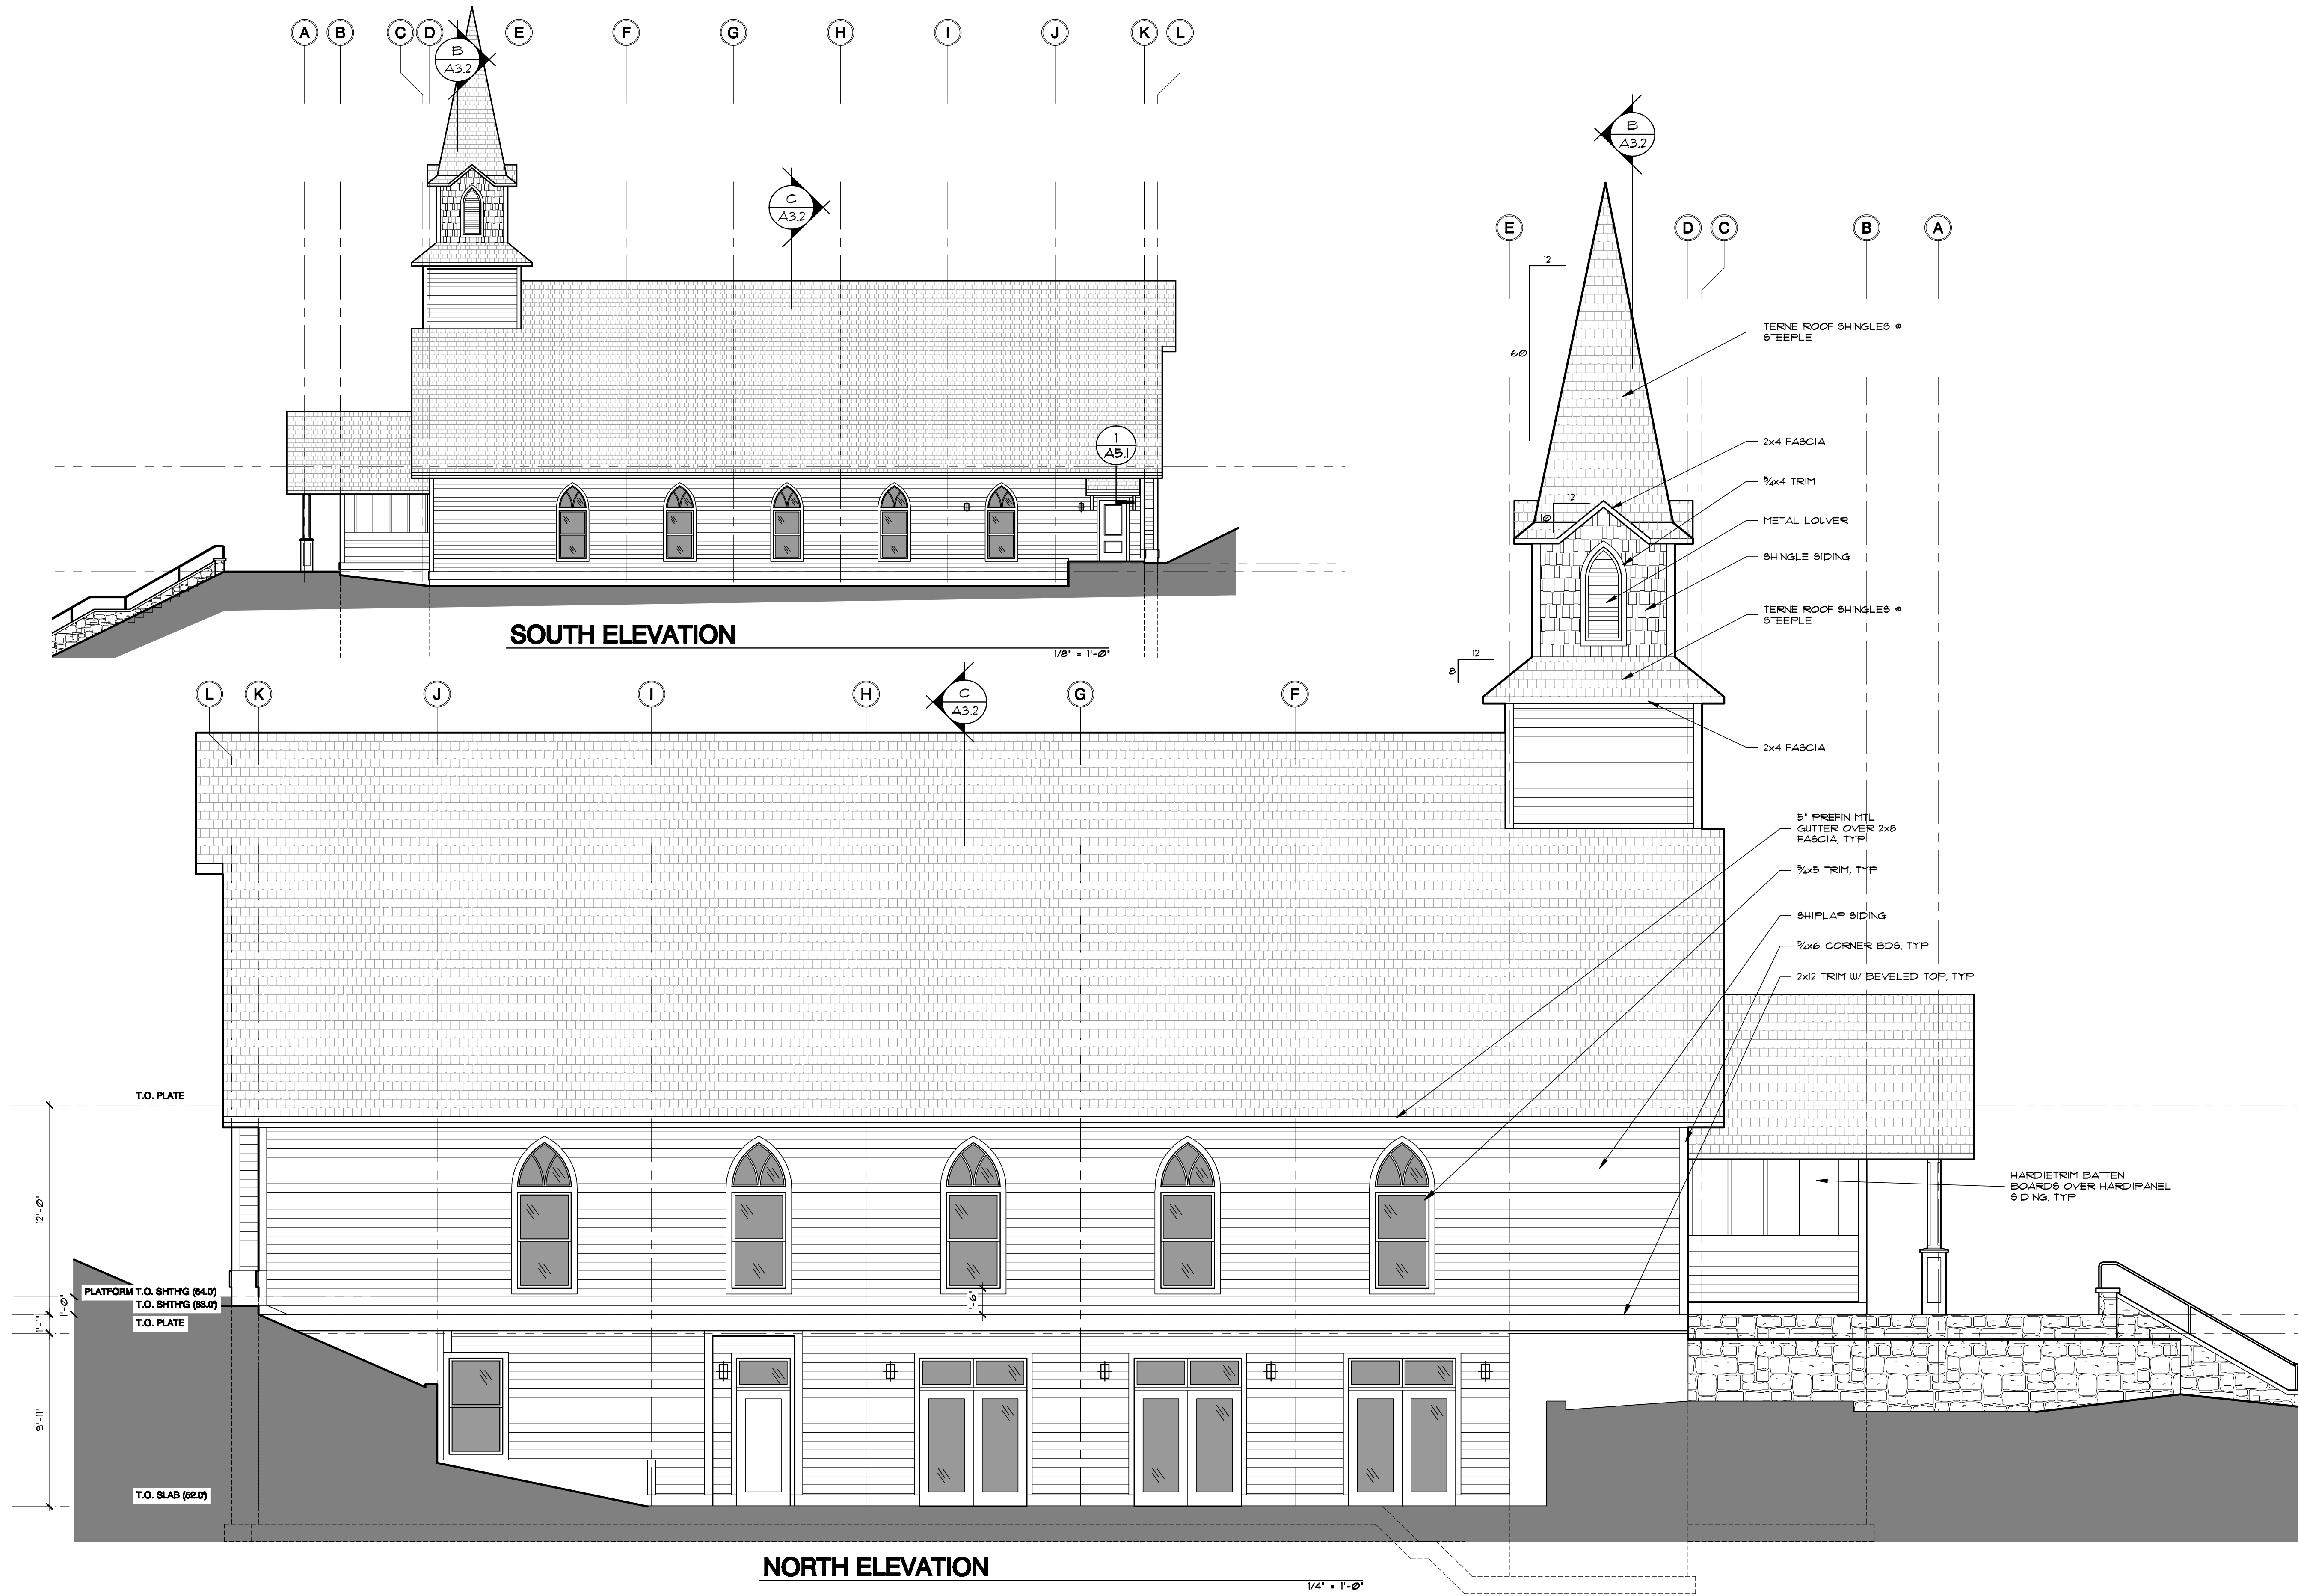 A B C D E F G H I J K L
B
A3.2
C
A3.2
1
A5.1
SOUTH ELEVATION
1/8" = 1'-0"
B
A3.2
E D C B A
12
60
TERNE ROOF SHINGLES @
STEEPLE
2x4 FASCIA
5/4x4 TRIM
12
10
METAL LOUVER
SHINGLE SIDING
TERNE ROOF SHINGLES @
STEEPLE
12
8
2x4 FASCIA
L K J I H G F
C
A3.2
5" PREFIN MTL
GUTTER OVER 2x8
FASCIA, TYP
5/4x5 TRIM, TYP
SHIPLAP SIDING
5/4x6 CORNER BDS, TYP
2x12 TRIM W/ BEVELED TOP, TYP
HARDIETRIM BATTEN
BOARDS OVER HARDIPANEL
SIDING, TYP
T.O. PLATE
12'-0"
PLATFORM T.O. SHTH'G (64.0')
T.O. SHTH'G (63.0')
1'-0"
T.O. PLATE
1'-1"
1'-6"
9'-11"
T.O. SLAB (52.0')
NORTH ELEVATION
1/4" = 1'-0"